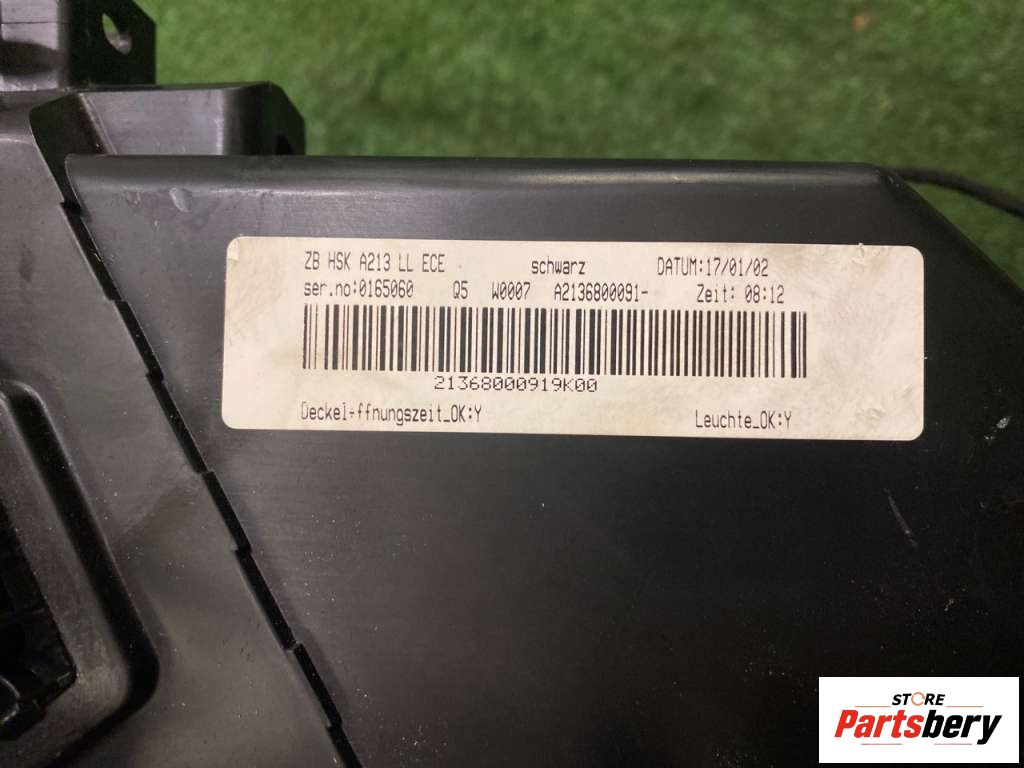 ZB HSK A213 LL ECE schwarz DATUM:17/01/02
ser.no:0165060 Q5 W0007 A2136800091- Zeit: 08:12
21368000919K00
Deckel÷ffnungszeit_OK:Y Leuchte_OK:Y
STORE
Partsbery